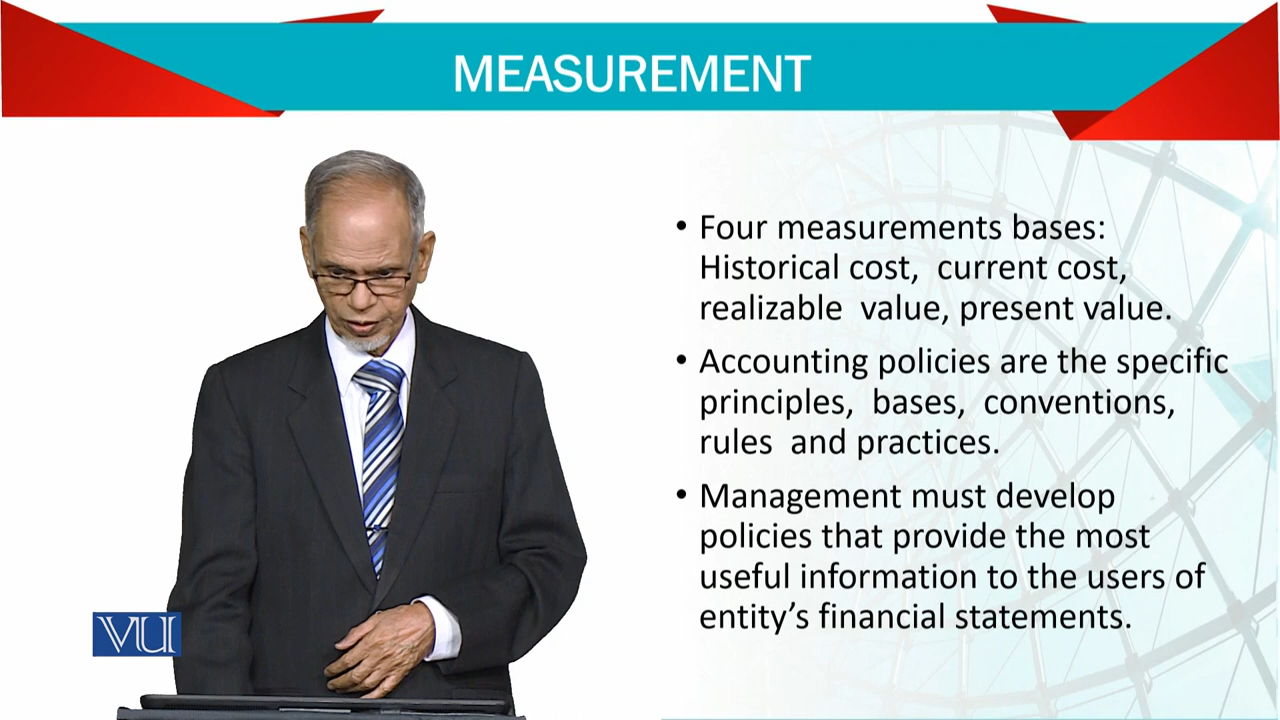 MEASUREMENT
• Four measurements bases:
Historical cost, current cost,
realizable value, present value.
• Accounting policies are the specific
principles, bases, conventions,
rules and practices.
• Management must develop
policies that provide the most
useful information to the users of
entity’s financial statements.
VU